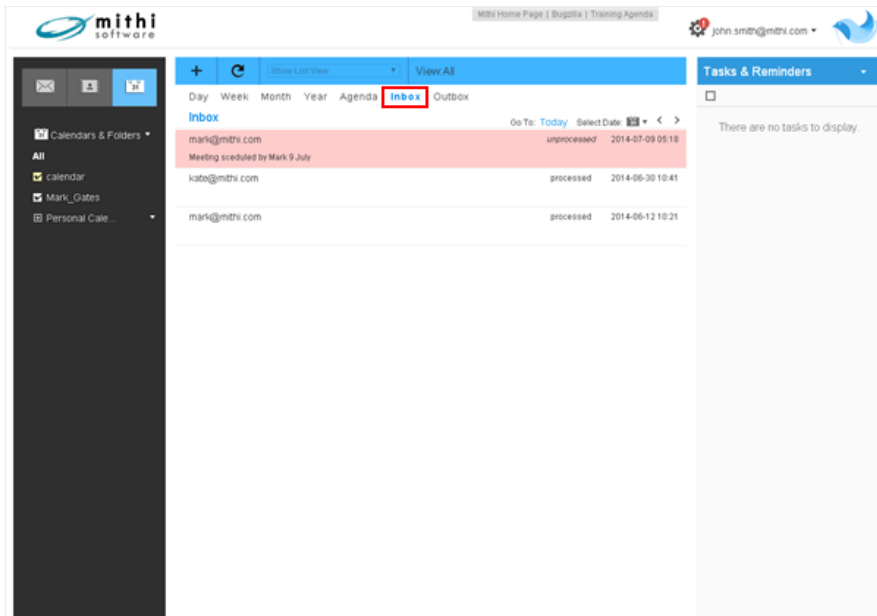 mithi
software
Mithi Home Page | Bugzilla | Training Agenda
john.smith@mithi.com
Show List View
View:All
Tasks & Reminders
31
Day Week Month Year Agenda Inbox Outbox
Inbox
Go To: Today Select Date:
There are no tasks to display.
Calendars & Folders
All
calendar
Mark_Gates
Personal Cale...
mark@mithi.com unprocessed 2014-07-09 05:18
Meeting sceduled by Mark 9 July
kate@mithi.com processed 2014-06-30 10:41
mark@mithi.com processed 2014-06-12 10:21